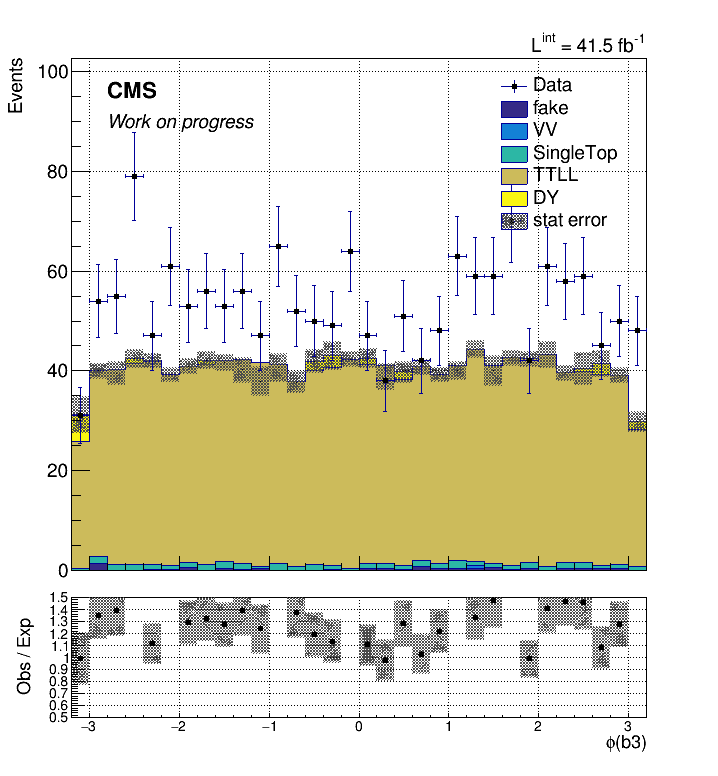 L^int = 41.5 fb^-1
Events
100
80
60
40
20
0
CMS
Work on progress
Data
fake
VV
SingleTop
TTLL
DY
stat error
Obs / Exp
1.5
1.4
1.3
1.2
1.1
1
0.9
0.8
0.7
0.6
0.5
−3 −2 −1 0 1 2 3
ϕ(b3)